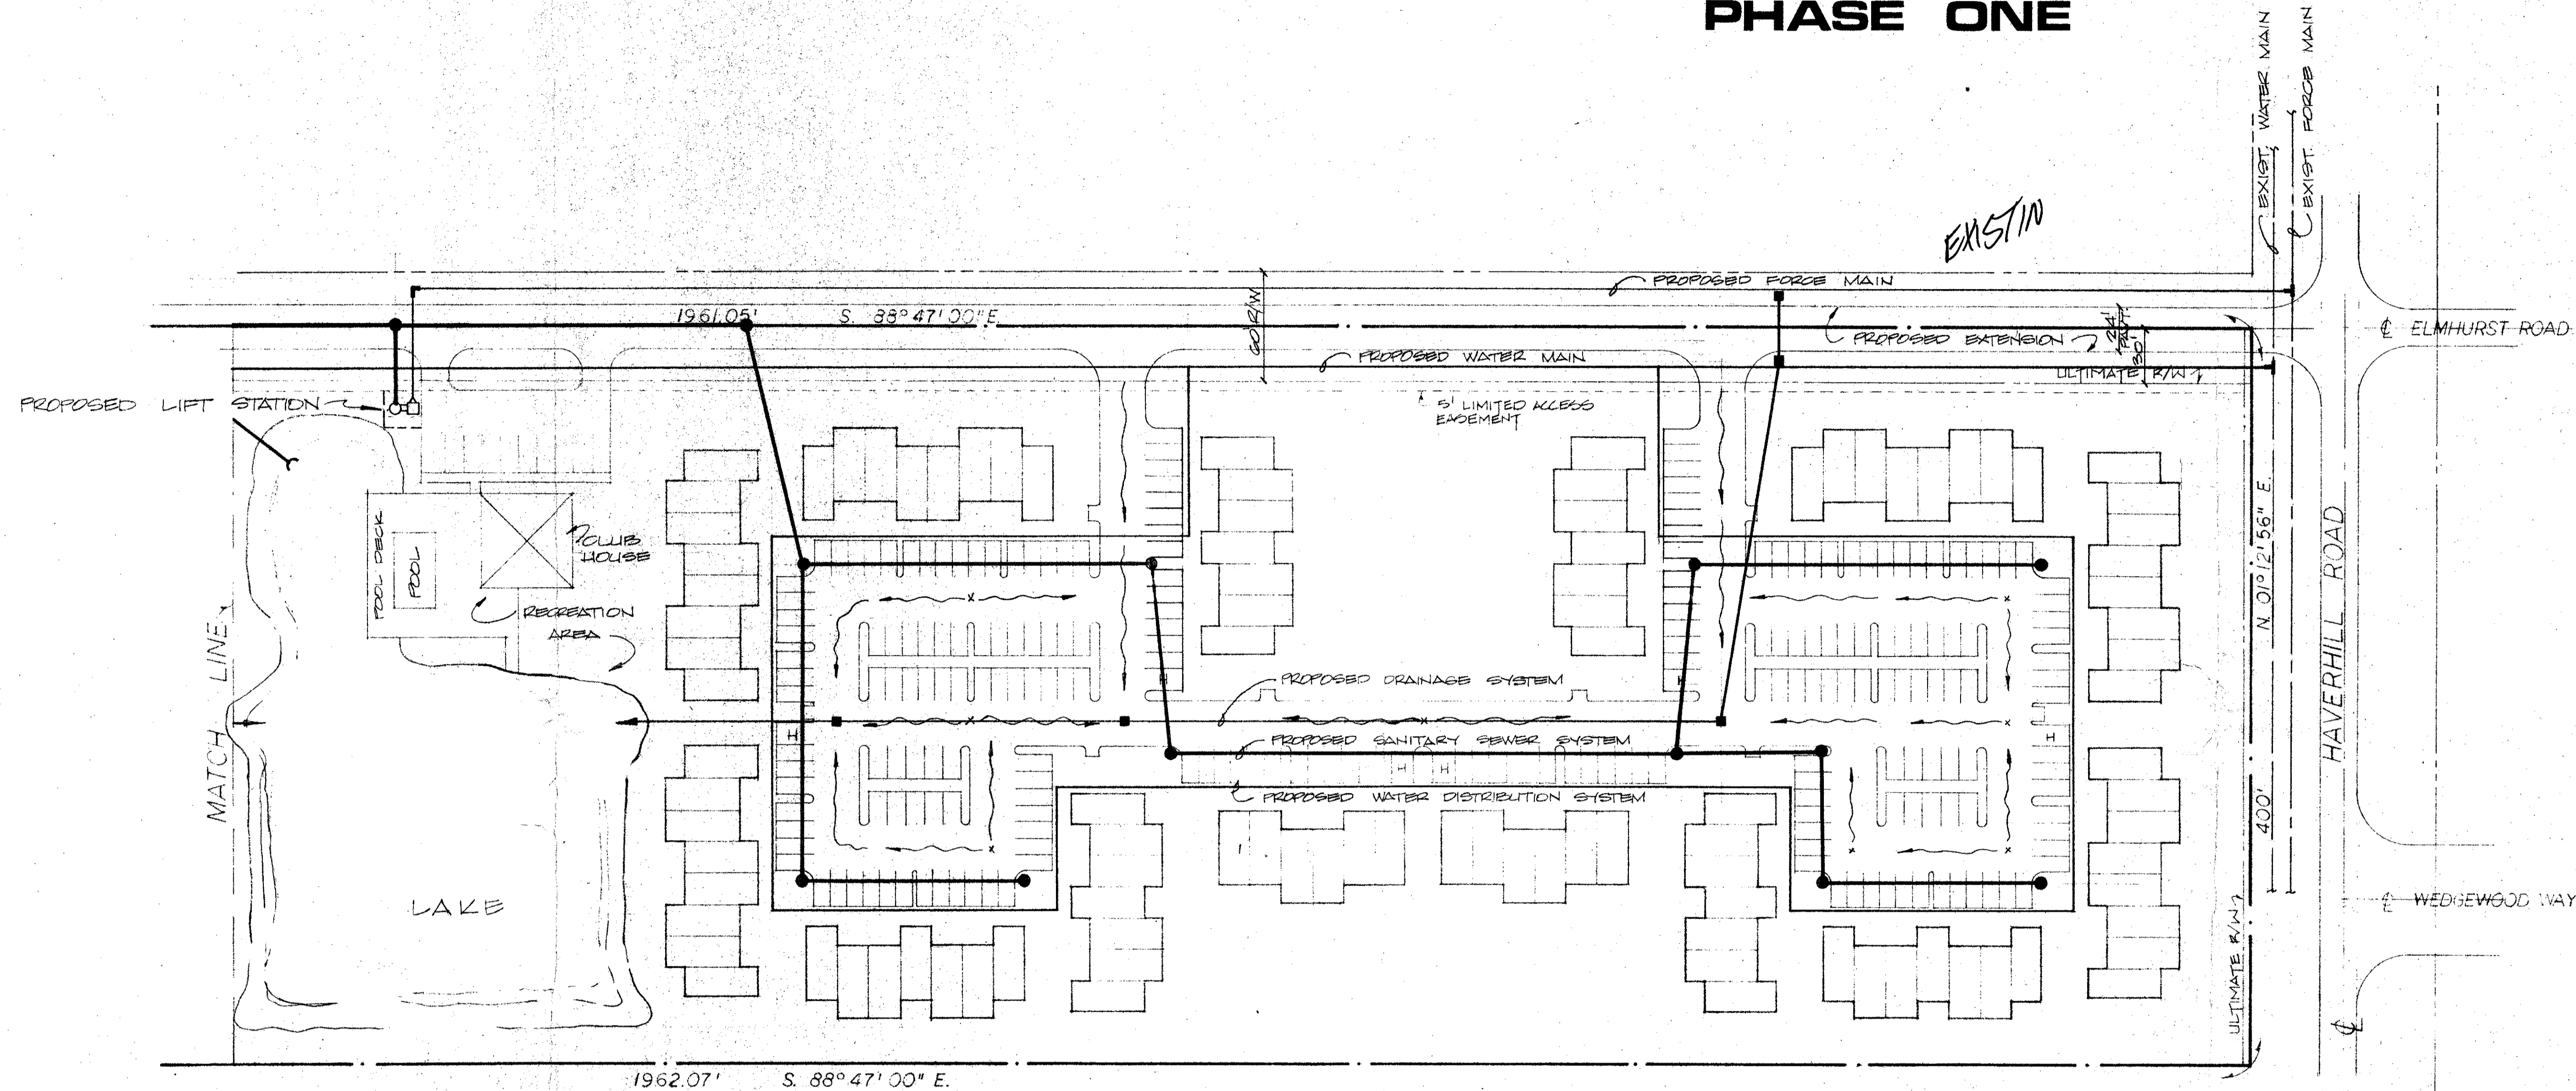 PHASE ONE
EXIST. WATER MAIN
EXIST. FORCE MAIN
EXISTIN
PROPOSED FORCE MAIN
1961.05' S. 88° 47' 00" E.
60' R/W
PROPOSED EXTENSION
24'
PAV'T.
30'
℄ ELMHURST ROAD
PROPOSED WATER MAIN
ULTIMATE R/W
PROPOSED LIFT STATION
5' LIMITED ACCESS
EASEMENT
POOL DECK
POOL
CLUB
HOUSE
RECREATION
AREA
MATCH LINE
N. 01° 12' 56" E.
HAVERHILL ROAD
PROPOSED DRAINAGE SYSTEM
H
PROPOSED SANITARY SEWER SYSTEM
H
H H
PROPOSED WATER DISTRIBUTION SYSTEM
400'
LAKE
℄ WEDGEWOOD WAY
ULTIMATE R/W
℄
1962.07' S. 88° 47' 00" E.